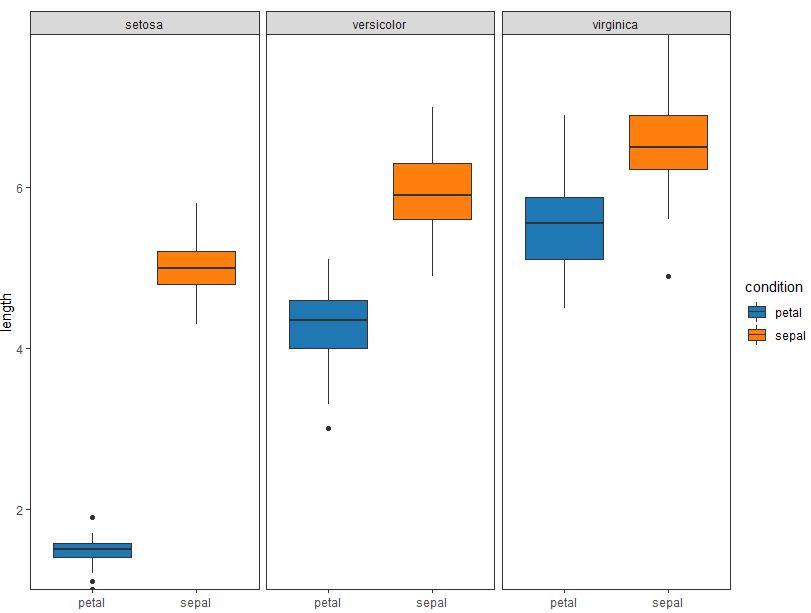 setosa versicolor virginica
length
6
4
2
petal sepal petal sepal petal sepal
condition
petal
sepal